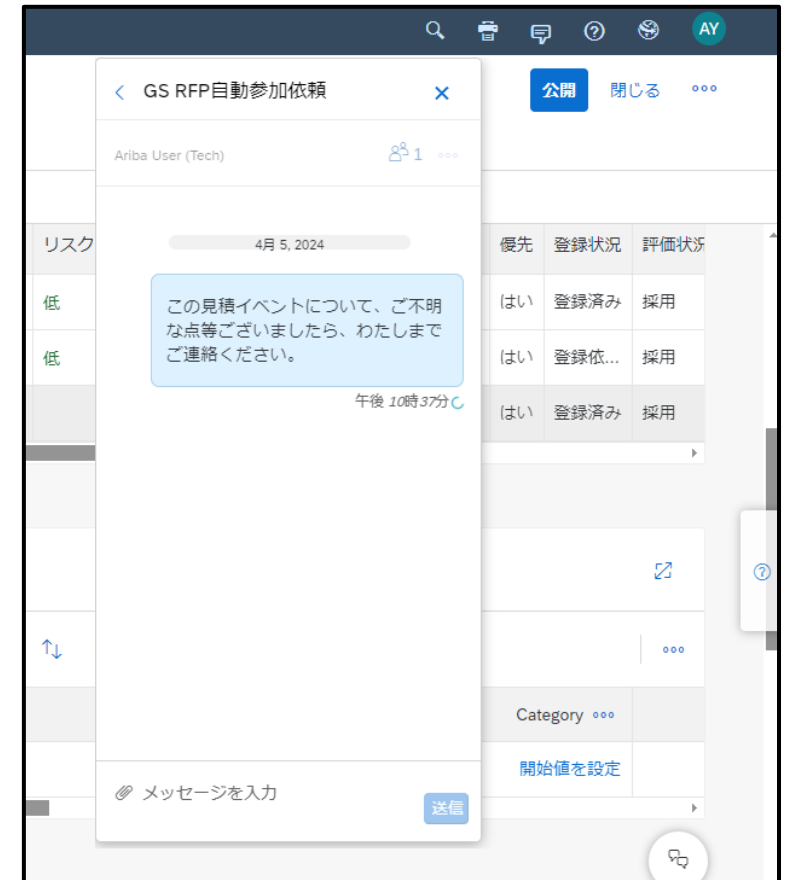 AY
GS RFP自動参加依頼
公開 閉じる
Ariba User (Tech)
1
リスク
優先 登録状況 評価状況
4月 5, 2024
この見積イベントについて、ご不明
な点等ございましたら、わたしまで
ご連絡ください。
午後 10時37分
低
はい 登録済み 採用
低
はい 登録依... 採用
はい 登録済み 採用
Category
開始値を設定
メッセージを入力
送信